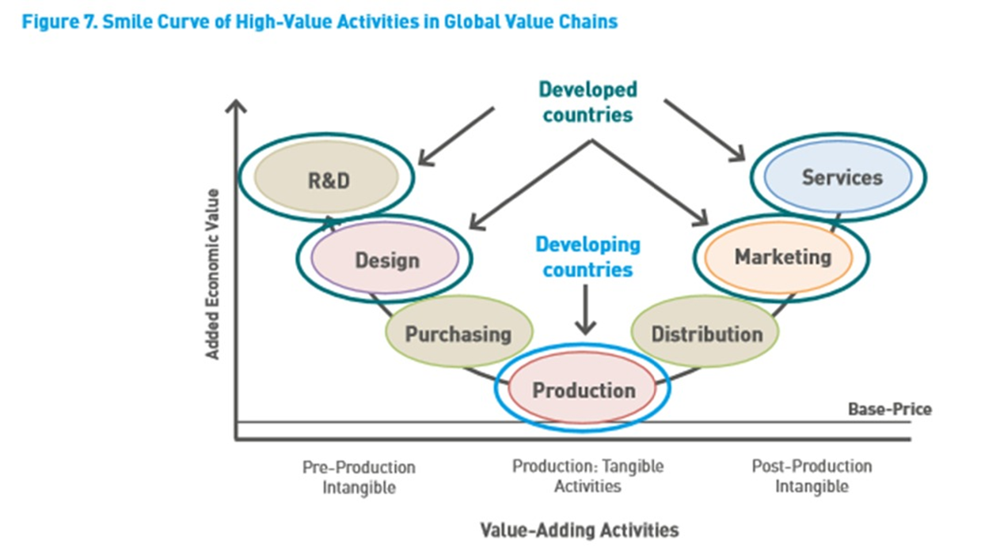 Figure 7. Smile Curve of High-Value Activities in Global Value Chains
Developed
countries
R&D
Services
Design
Developing
countries
Marketing
Purchasing
Distribution
Production
Added Economic Value
Base-Price
Pre-Production
Intangible
Production: Tangible
Activities
Post-Production
Intangible
Value-Adding Activities